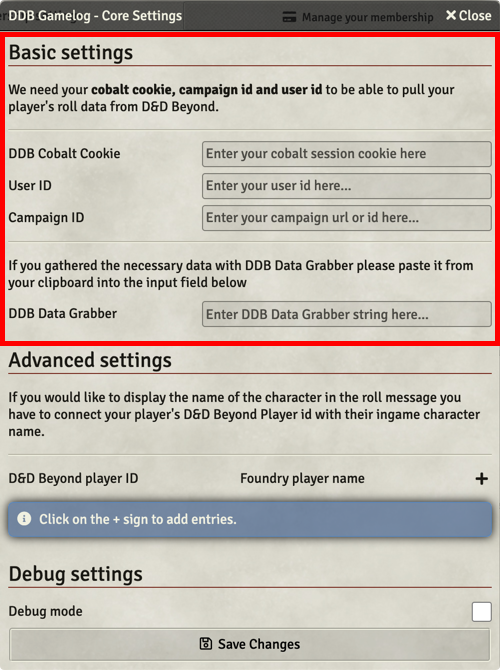 DDB Gamelog - Core Settings
Manage your membership
Close
Basic settings
We need your cobalt cookie, campaign id and user id to be able to pull your
player's roll data from D&D Beyond.
DDB Cobalt Cookie
Enter your cobalt session cookie here
User ID
Enter your user id here...
Campaign ID
Enter your campaign url or id here...
If you gathered the necessary data with DDB Data Grabber please paste it from
your clipboard into the input field below
DDB Data Grabber
Enter DDB Data Grabber string here...
Advanced settings
If you would like to display the name of the character in the roll message you
have to connect your player's D&D Beyond Player id with their ingame character
name.
D&D Beyond player ID
Foundry player name
Click on the + sign to add entries.
Debug settings
Debug mode
Save Changes